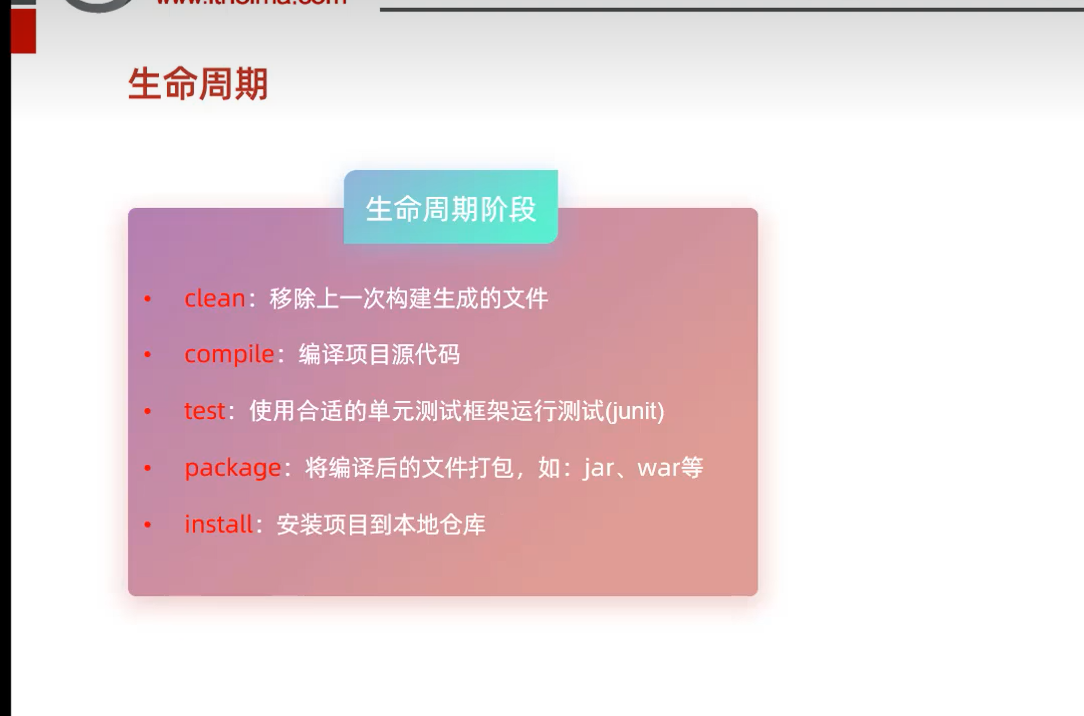 www.itheima.com
生命周期
生命周期阶段
• clean：移除上一次构建生成的文件
• compile：编译项目源代码
• test：使用合适的单元测试框架运行测试(junit)
• package：将编译后的文件打包，如：jar、war等
• install：安装项目到本地仓库